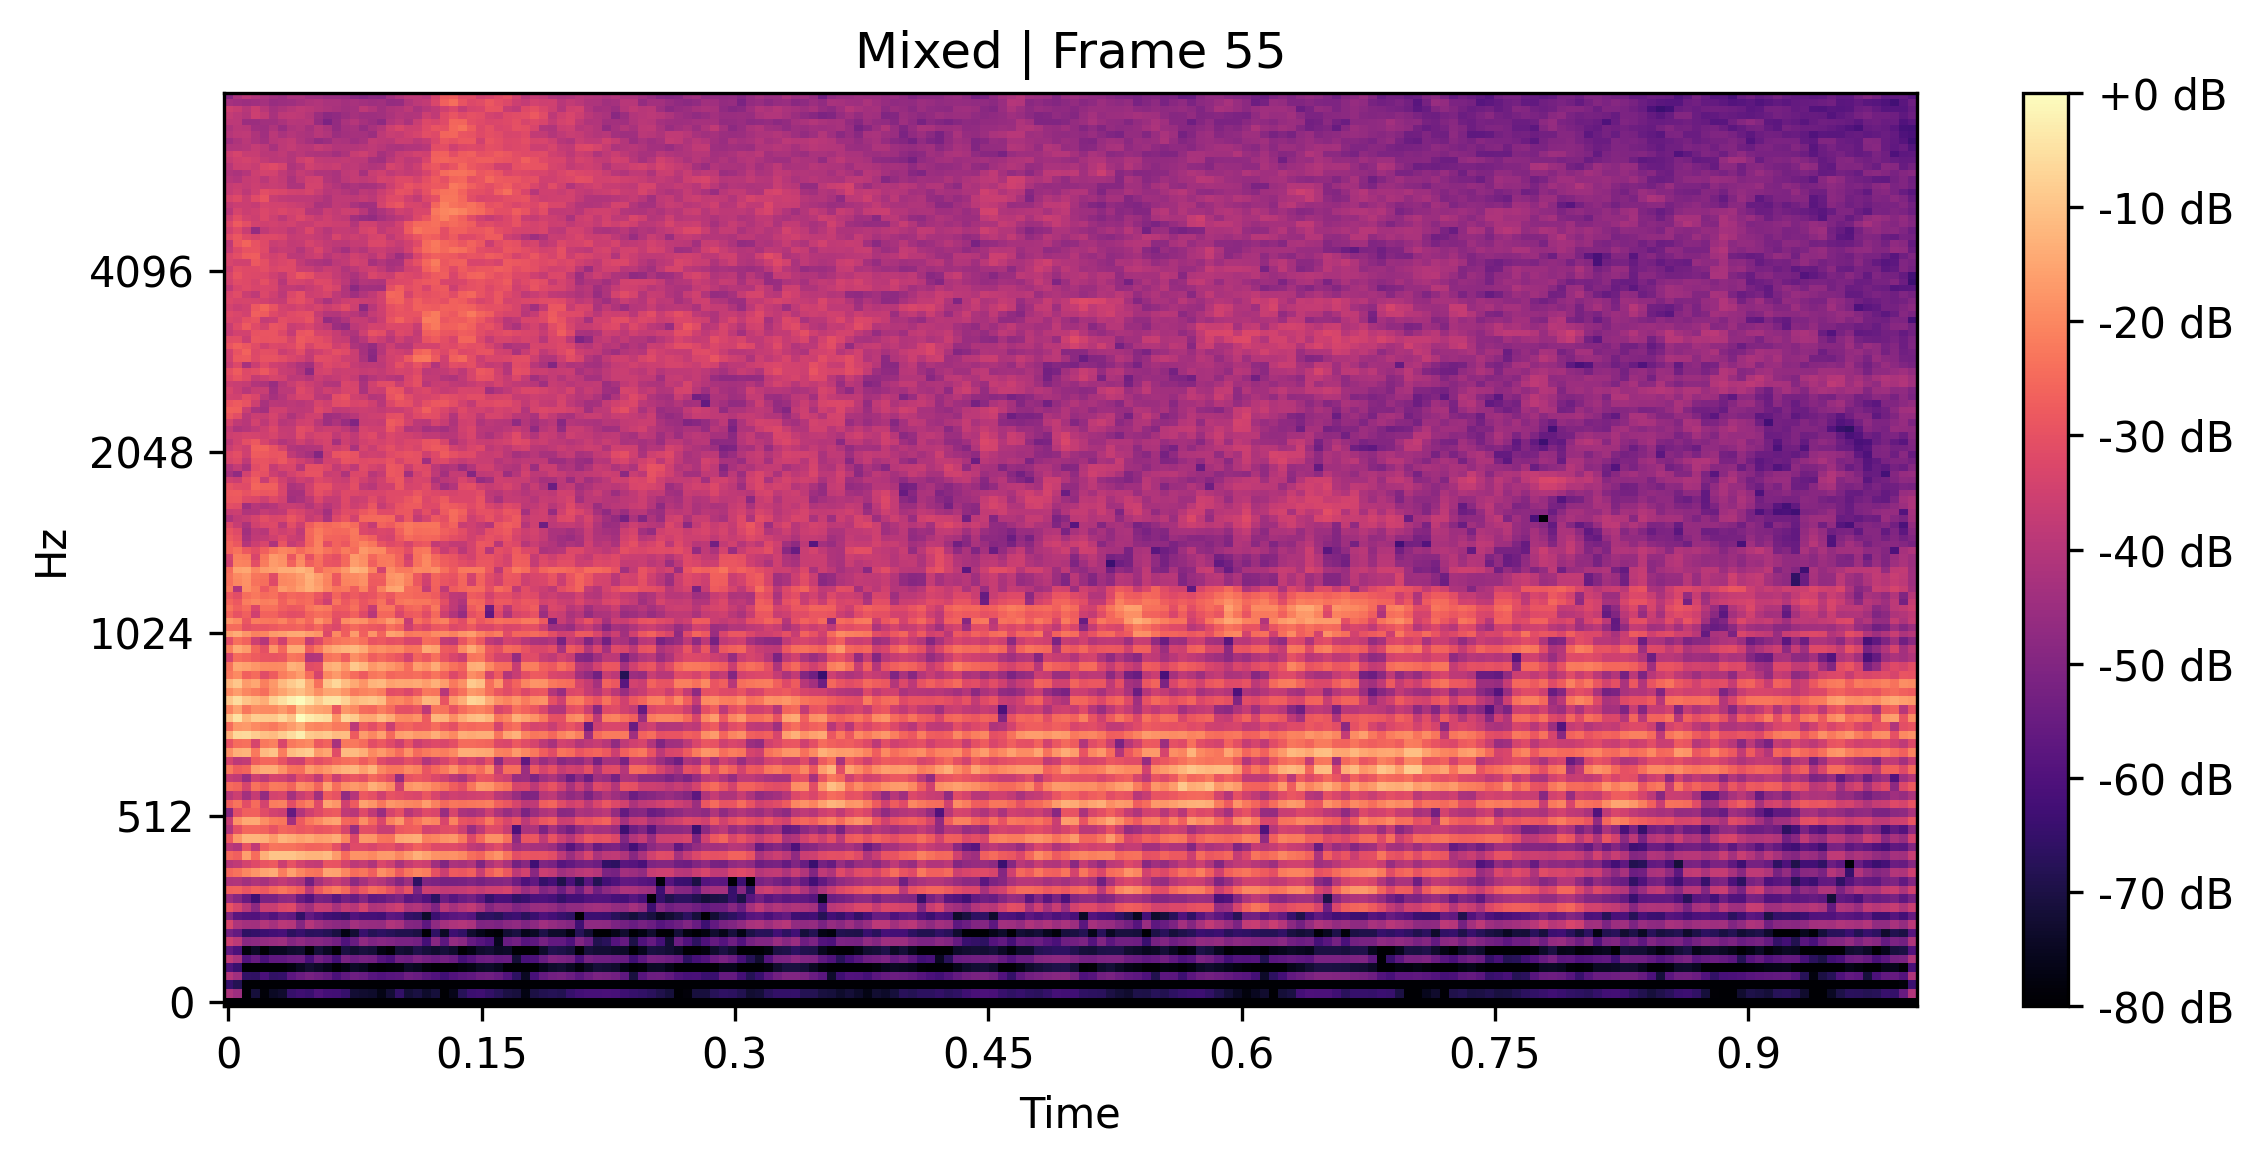 Mixed | Frame 55
+0 dB
-10 dB
-20 dB
-30 dB
-40 dB
-50 dB
-60 dB
-70 dB
-80 dB
Hz
4096
2048
1024
512
0
0 0.15 0.3 0.45 0.6 0.75 0.9
Time